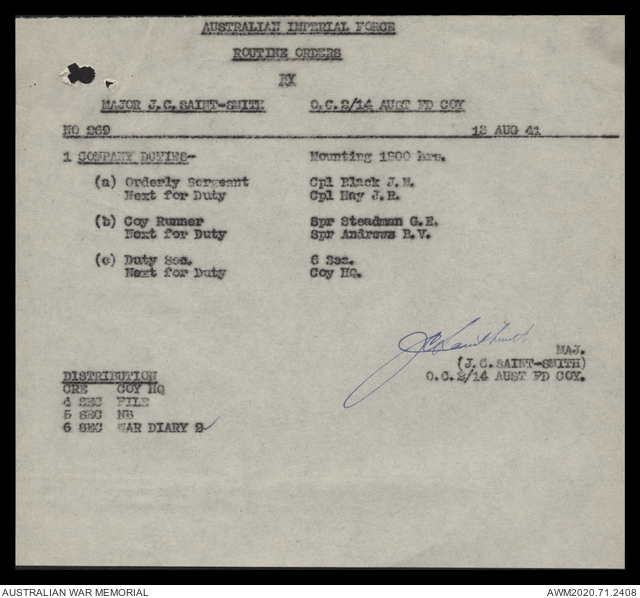 AUSTRALIAN IMPERIAL FORCE
ROUTINE ORDERS
BY
MAJOR J.C. SAINT-SMITH O.C. 2/14 AUST FD COY
NO 269 13 AUG 41
1 COMPANY DUTIES- Mounting 1800 hrs.
(a) Orderly Sergeant Cpl Black J.M.
Next for Duty Cpl Hay J.R.
(b) Coy Runner Spr Steadman G.E.
Next for Duty Spr Andrews B.V.
(c) Duty Sec. 6 Sec.
Next for Duty Coy HQ.
JCSaintSmith
MAJ.
(J.C. SAINT-SMITH)
O.C. 2/14 AUST FD COY.
DISTRIBUTION
CRE COY HQ
4 SEC FILE
5 SEC NB
6 SEC WAR DIARY 2
AUSTRALIAN WAR MEMORIAL AWM2020.71.2408